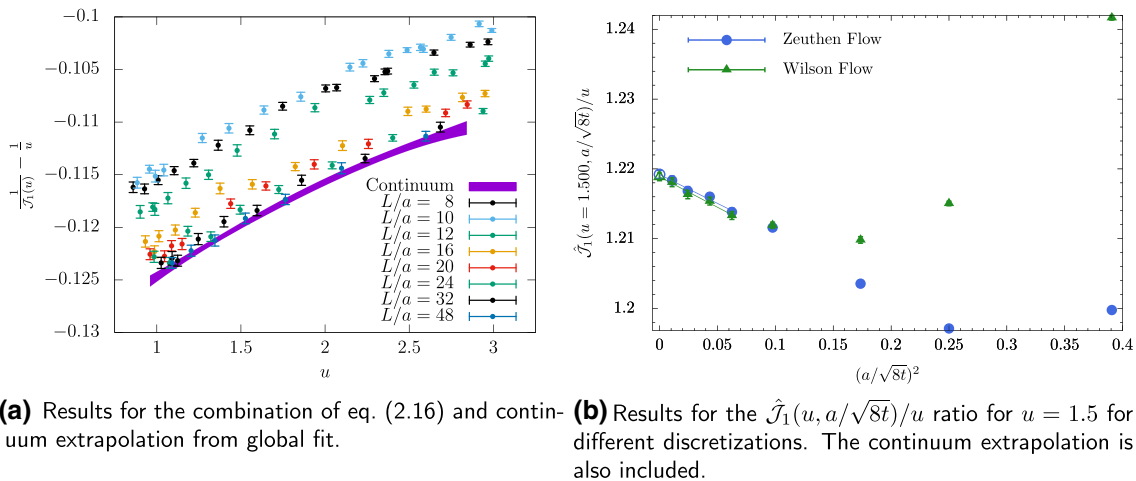 −0.1
−0.105
−0.11
−0.115
−0.12
−0.125
−0.13
1/𝒥̂₁(u) − 1/u
1 1.5 2 2.5 3
u
Continuum
L/a = 8
L/a = 10
L/a = 12
L/a = 16
L/a = 20
L/a = 24
L/a = 32
L/a = 48
1.24
1.23
1.22
1.21
1.2
𝒥̂₁(u = 1.500, a/√8t)/u
Zeuthen Flow
Wilson Flow
0 0.05 0.1 0.15 0.2 0.25 0.3 0.35 0.4
(a/√8t)²
(a) Results for the combination of eq. (2.16) and contin-
uum extrapolation from global fit.
(b) Results for the 𝒥̂₁(u, a/√8t)/u ratio for u = 1.5 for
different discretizations. The continuum extrapolation is
also included.